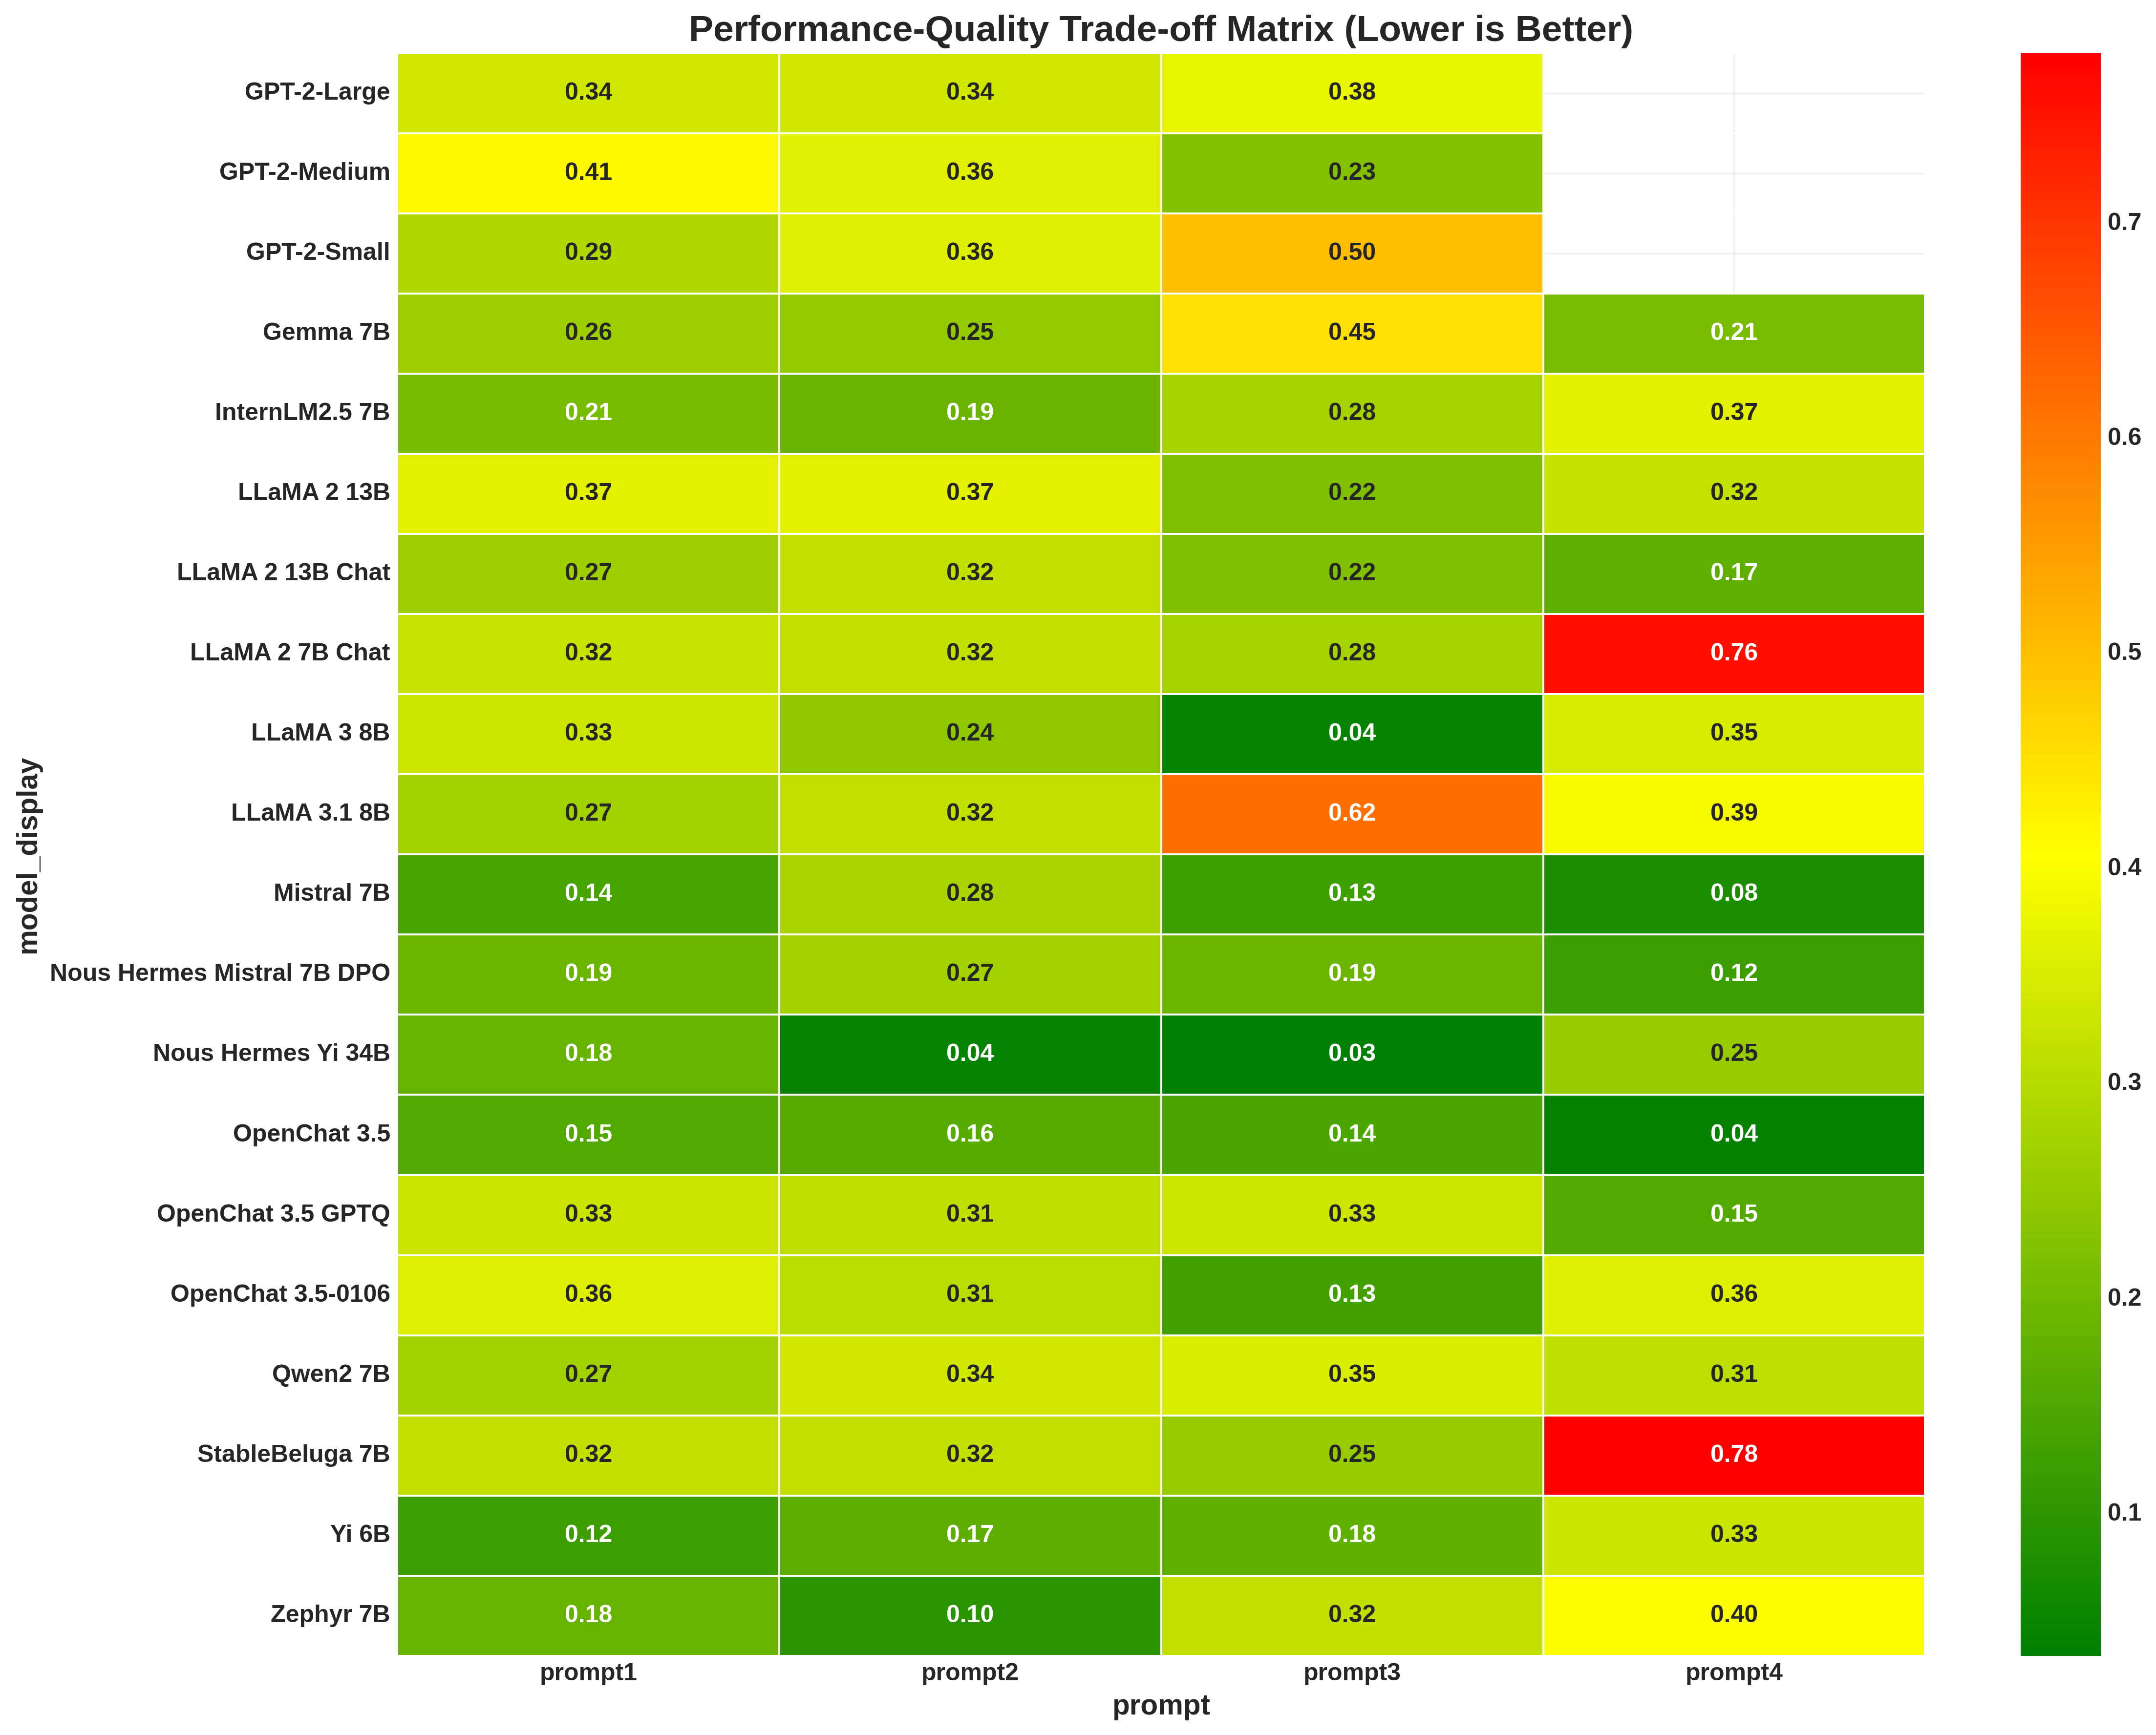 Performance-Quality Trade-off Matrix (Lower is Better)
GPT-2-Large 0.34 0.34 0.38
GPT-2-Medium 0.41 0.36 0.23
GPT-2-Small 0.29 0.36 0.50
Gemma 7B 0.26 0.25 0.45 0.21
InternLM2.5 7B 0.21 0.19 0.28 0.37
LLaMA 2 13B 0.37 0.37 0.22 0.32
LLaMA 2 13B Chat 0.27 0.32 0.22 0.17
LLaMA 2 7B Chat 0.32 0.32 0.28 0.76
LLaMA 3 8B 0.33 0.24 0.04 0.35
LLaMA 3.1 8B 0.27 0.32 0.62 0.39
Mistral 7B 0.14 0.28 0.13 0.08
Nous Hermes Mistral 7B DPO 0.19 0.27 0.19 0.12
Nous Hermes Yi 34B 0.18 0.04 0.03 0.25
OpenChat 3.5 0.15 0.16 0.14 0.04
OpenChat 3.5 GPTQ 0.33 0.31 0.33 0.15
OpenChat 3.5-0106 0.36 0.31 0.13 0.36
Qwen2 7B 0.27 0.34 0.35 0.31
StableBeluga 7B 0.32 0.32 0.25 0.78
Yi 6B 0.12 0.17 0.18 0.33
Zephyr 7B 0.18 0.10 0.32 0.40
prompt1 prompt2 prompt3 prompt4
prompt
model_display
0.7
0.6
0.5
0.4
0.3
0.2
0.1